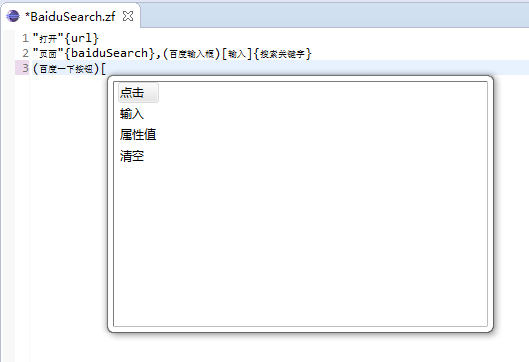 *BaiduSearch.zf
1 "打开"{url}
2 "页面"{baiduSearch},(百度输入框)[输入]{搜索关键字}
3 (百度一下按钮)[
点击
输入
属性值
清空